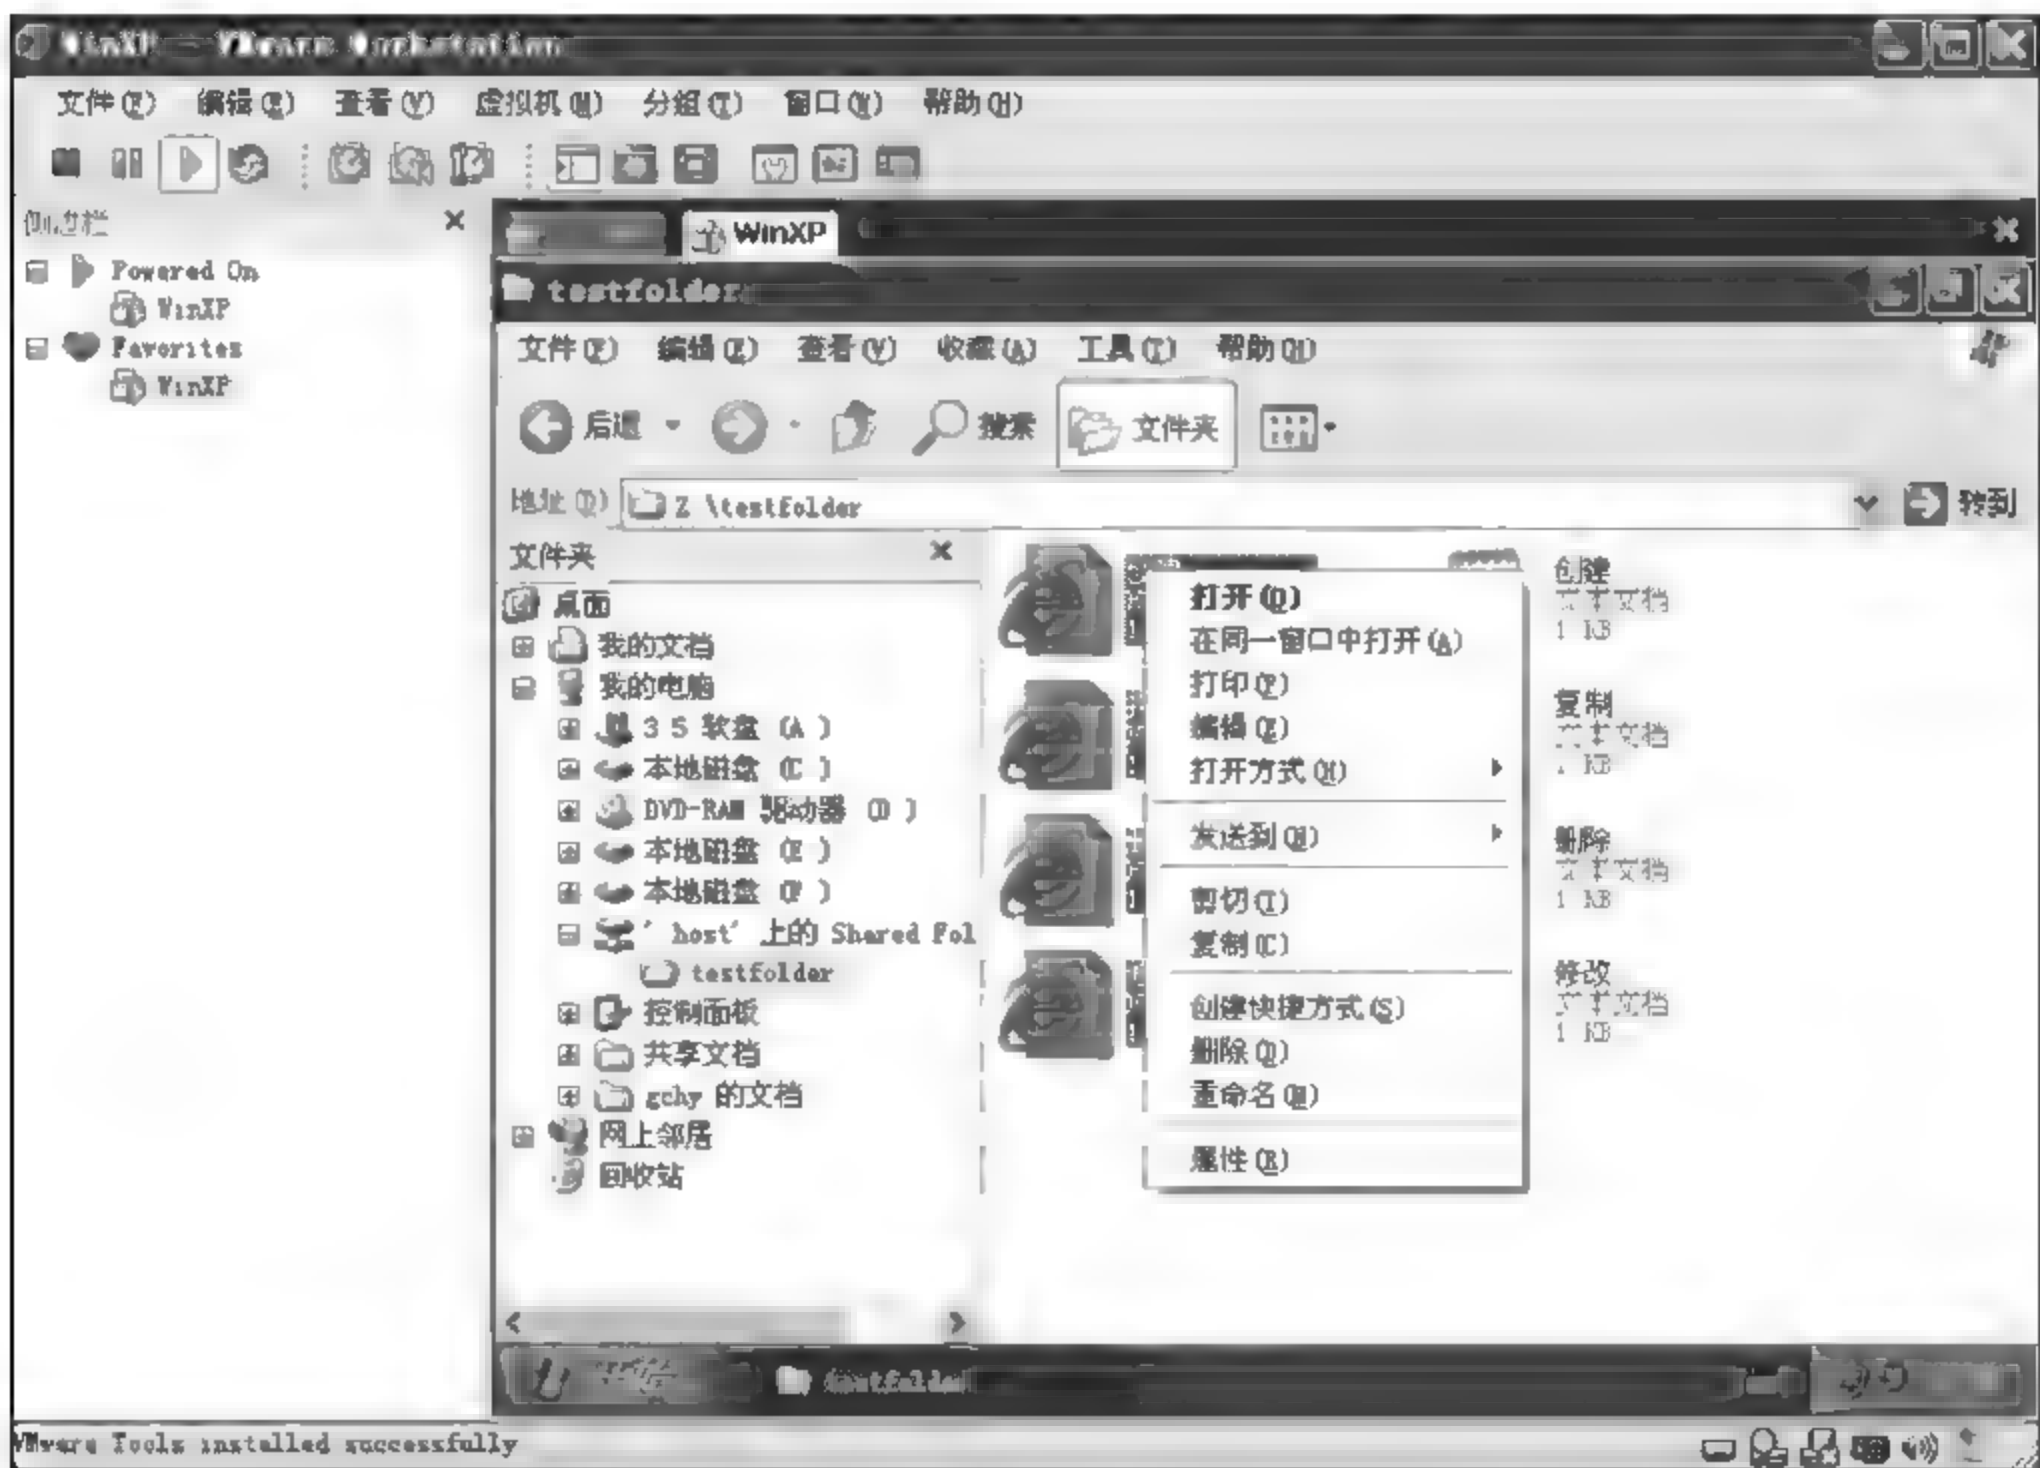 WinXP - VMware Workstation
文件(F) 编辑(E) 查看(V) 虚拟机(M) 分组(T) 窗口(W) 帮助(H)
侧边栏
WinXP
Powered On
WinXP
Favorites
WinXP
testfolder
文件(F) 编辑(E) 查看(V) 收藏(A) 工具(T) 帮助(H)
后退 搜索 文件夹
地址(D) Z \testfolder 转到
文件夹
桌面
我的文档
我的电脑
3 5 软盘 (A )
本地磁盘 (C )
DVD-RAM 驱动器 (D )
本地磁盘 (E )
本地磁盘 (F )
' host' 上的 Shared Fol
testfolder
控制面板
共享文档
gchy 的文档
网上邻居
回收站
打开(O)
在同一窗口中打开(A)
打印(P)
编辑(E)
打开方式(H)
发送到(N)
剪切(T)
复制(C)
创建快捷方式(S)
删除(D)
重命名(M)
属性(R)
创建
文本文档
1 KB
复制
文本文档
1 KB
删除
文本文档
1 KB
修改
文本文档
1 KB
testfolder
VMware Tools installed successfully